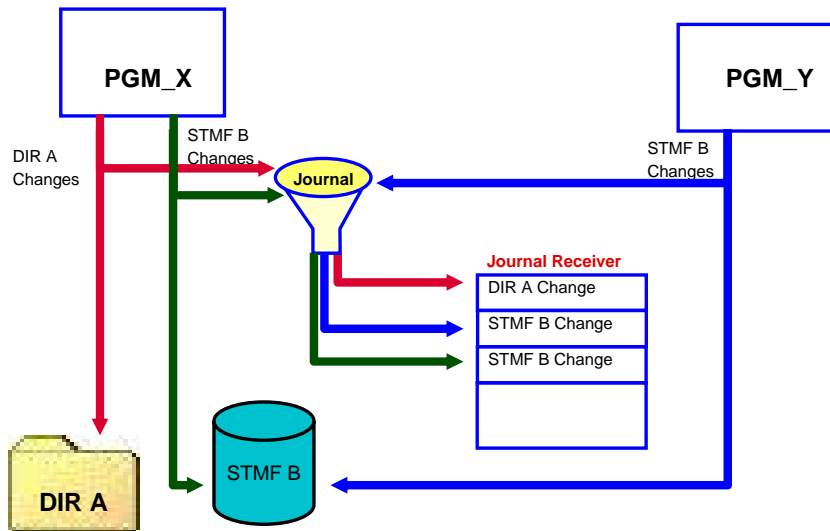 PGM_X
PGM_Y
DIR A
Changes
STMF B
Changes
STMF B
Changes
Journal
Journal Receiver
DIR A Change
STMF B Change
STMF B Change
STMF B
DIR A